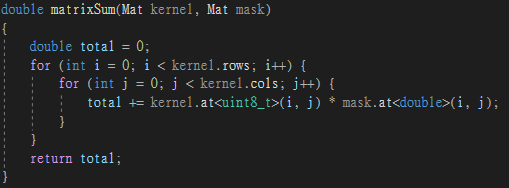 double matrixSum(Mat kernel, Mat mask)
{
    double total = 0;
    for (int i = 0; i < kernel.rows; i++) {
        for (int j = 0; j < kernel.cols; j++) {
            total += kernel.at<uint8_t>(i, j) * mask.at<double>(i, j);
        }
    }
    return total;
}